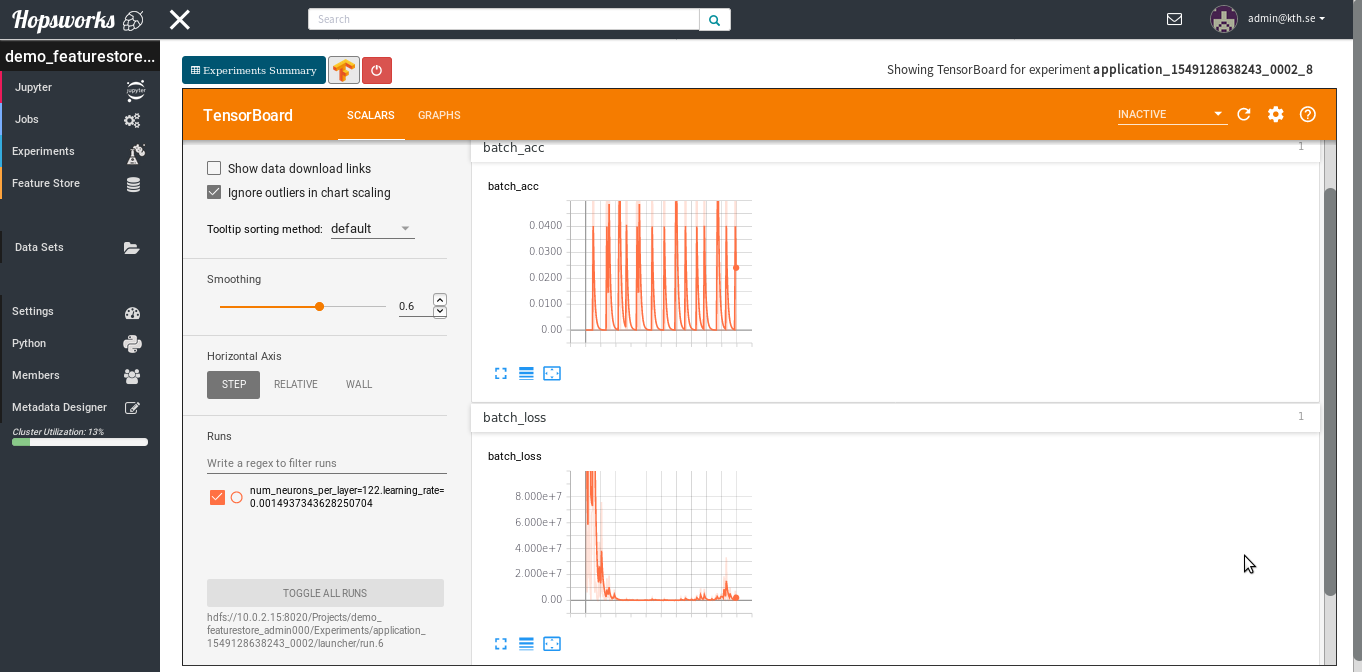 Hopsworks
Search
admin@kth.se
demo_featurestore...
Jupyter
jupyter
Jobs
Experiments
Feature Store
Data Sets
Settings
Python
Members
Metadata Designer
Cluster Utilization: 13%
Experiments Summary
Showing TensorBoard for experiment application_1549128638243_0002_8
TensorBoard
SCALARS
GRAPHS
INACTIVE
Show data download links
Ignore outliers in chart scaling
Tooltip sorting method: default
Smoothing
0.6
Horizontal Axis
STEP
RELATIVE
WALL
Runs
Write a regex to filter runs
num_neurons_per_layer=122.learning_rate=
0.0014937343628250704
TOGGLE ALL RUNS
hdfs://10.0.2.15:8020/Projects/demo_
featurestore_admin000/Experiments/application_
1549128638243_0002/launcher/run.6
batch_acc
1
batch_acc
0.0400
0.0300
0.0200
0.0100
0.00
batch_loss
1
batch_loss
8.000e+7
6.000e+7
4.000e+7
2.000e+7
0.00